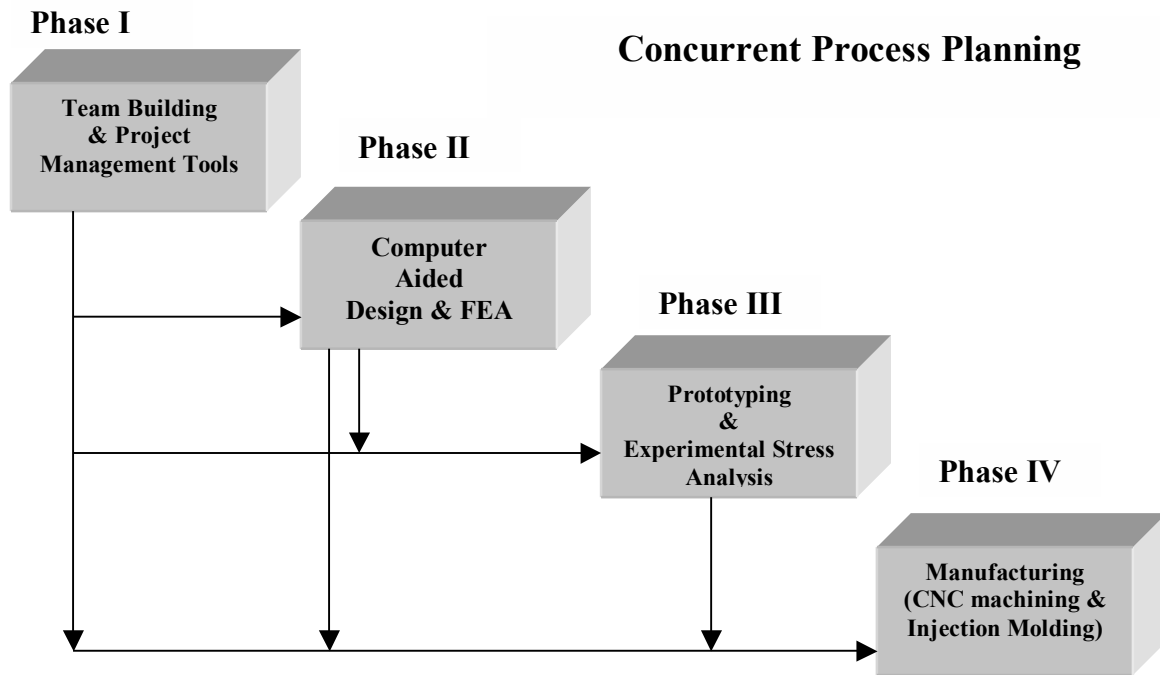 Phase I
Concurrent Process Planning
Team Building
& Project
Management Tools
Phase II
Computer
Aided
Design & FEA
Phase III
Prototyping
&
Experimental Stress
Analysis
Phase IV
Manufacturing
(CNC machining &
Injection Molding)